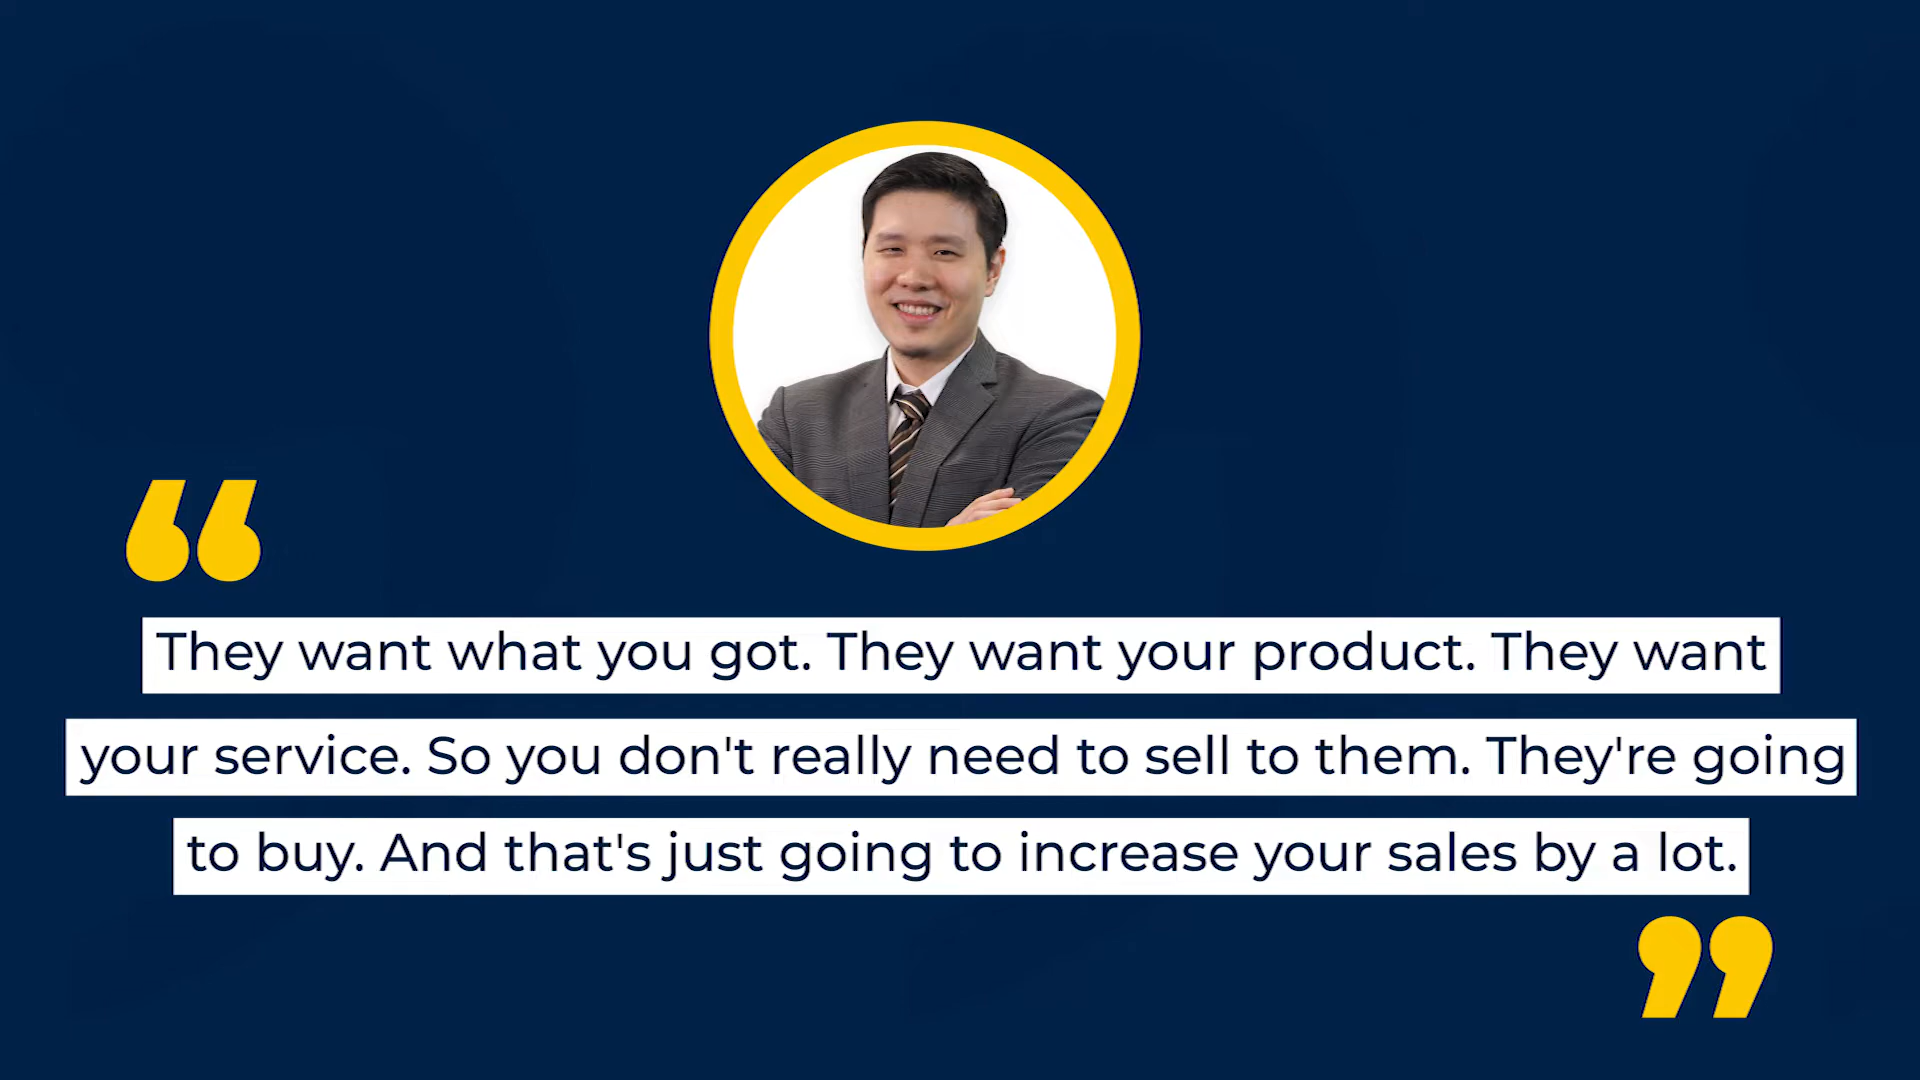 They want what you got. They want your product. They want
your service. So you don't really need to sell to them. They're going
to buy. And that's just going to increase your sales by a lot.